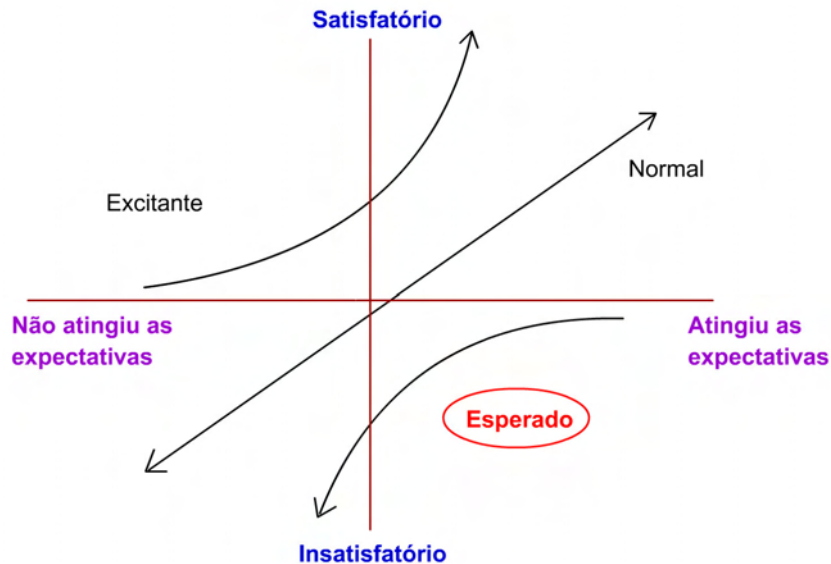 Satisfatório
Normal
Excitante
Não atingiu as
expectativas
Atingiu as
expectativas
Esperado
Insatisfatório